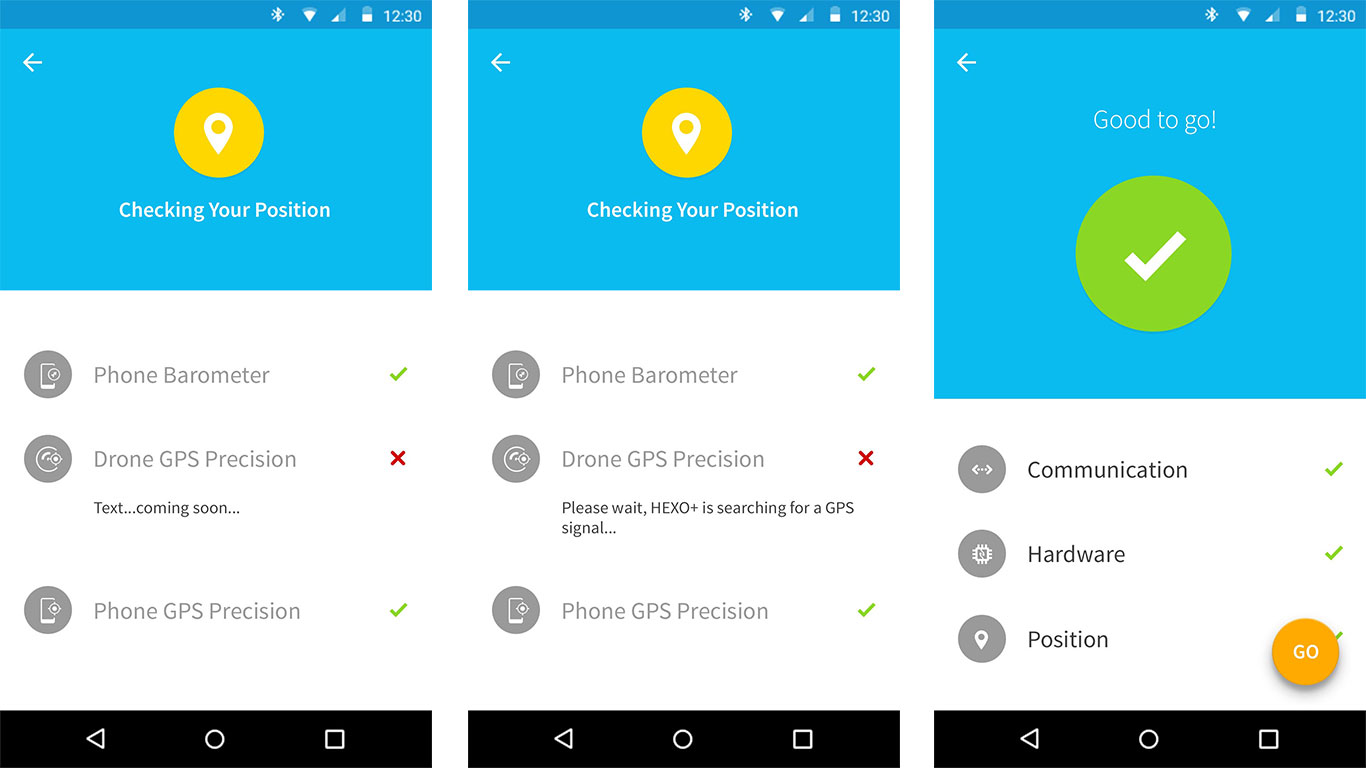 12:30
Checking Your Position
Phone Barometer
Drone GPS Precision
Text...coming soon...
Phone GPS Precision
12:30
Checking Your Position
Phone Barometer
Drone GPS Precision
Please wait, HEXO+ is searching for a GPS
signal...
Phone GPS Precision
12:30
Good to go!
Communication
Hardware
Position
GO